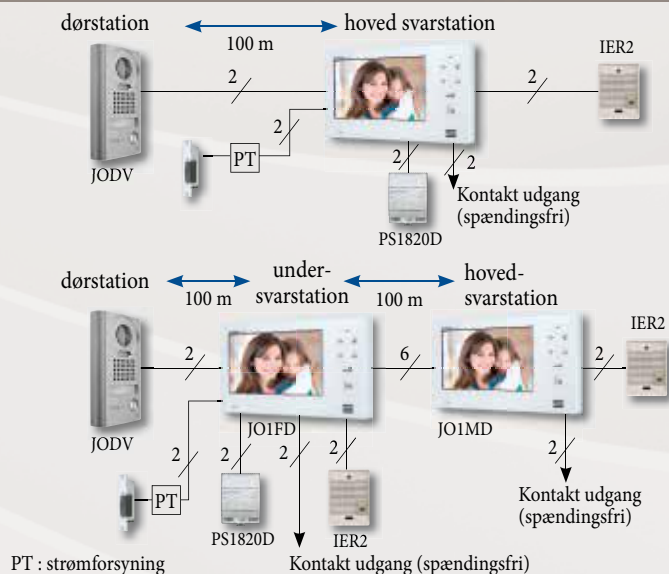 dørstation
hoved svarstation
100 m
IER2
2
2
2
PT
JODV
2
2
Kontakt udgang
(spændingsfri)
PS1820D
dørstation
under-
svarstation
hoved-
svarstation
100 m
100 m
IER2
2
6
2
JO1FD
JO1MD
JODV
2
2
2
2
2
PT
PS1820D
IER2
Kontakt udgang
(spændingsfri)
PT : strømforsyning
Kontakt udgang (spændingsfri)